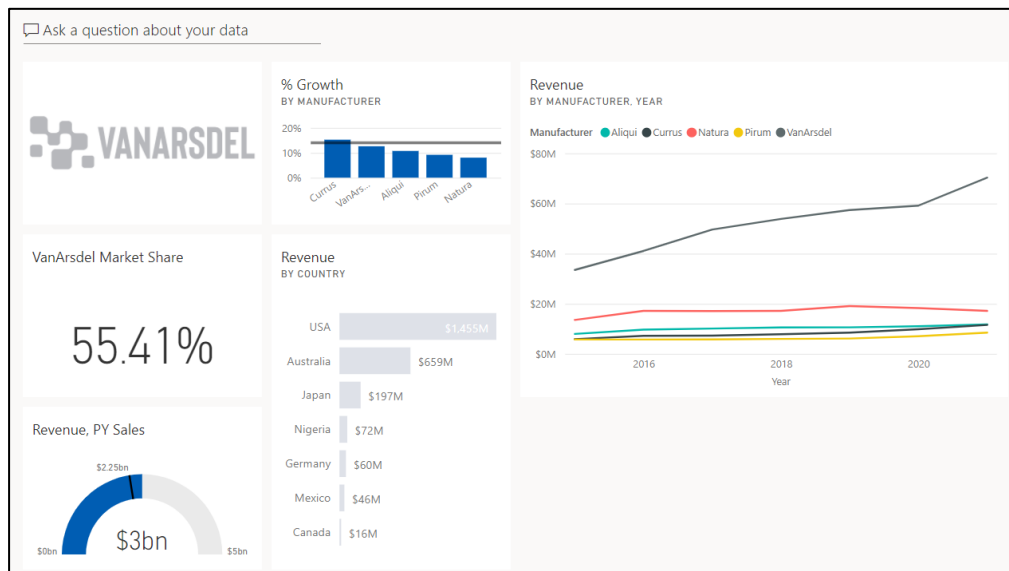 Ask a question about your data
VANARSDEL
VanArsdel Market Share
55.41%
Revenue, PY Sales
$2.25bn
$0bn
$3bn
$5bn
% Growth
BY MANUFACTURER
20%
10%
0%
Currus
VanArs...
Aliqui
Pirum
Natura
Revenue
BY COUNTRY
USA $1,455M
Australia $659M
Japan $197M
Nigeria $72M
Germany $60M
Mexico $46M
Canada $16M
Revenue
BY MANUFACTURER, YEAR
Manufacturer Aliqui Currus Natura Pirum VanArsdel
$80M
$60M
$40M
$20M
$0M
2016 2018 2020
Year